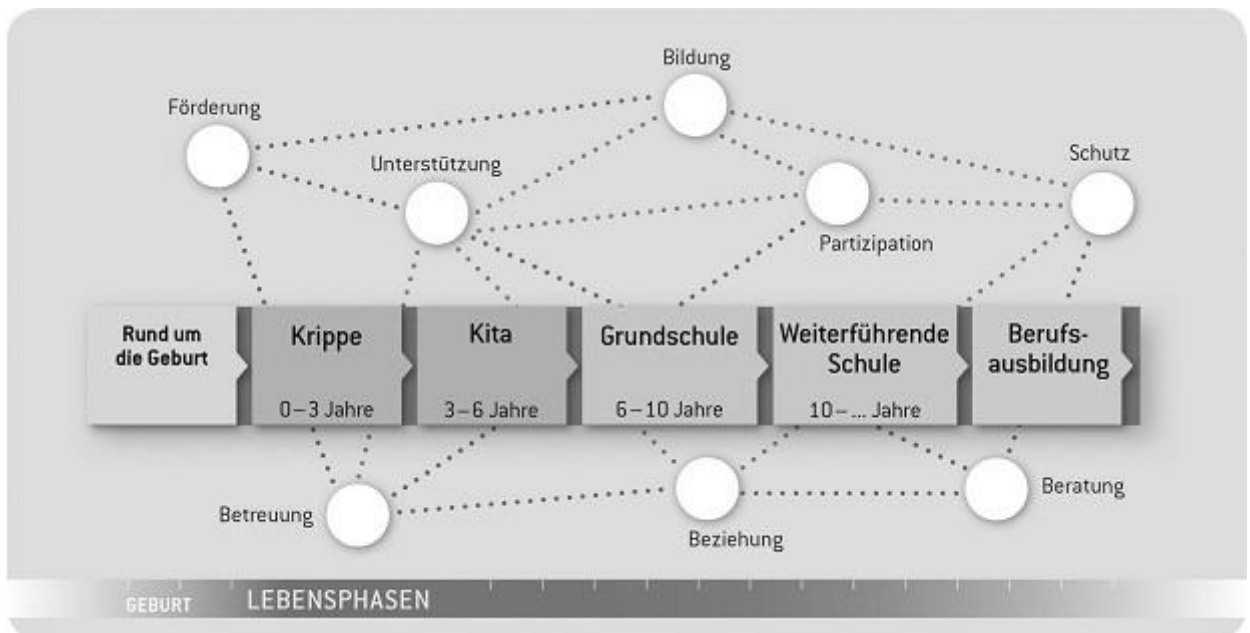 Bildung
Förderung
Unterstützung
Schutz
Partizipation
Rund um
die Geburt
Krippe
0–3 Jahre
Kita
3–6 Jahre
Grundschule
6–10 Jahre
Weiterführende
Schule
10–... Jahre
Berufs-
ausbildung
Betreuung
Beziehung
Beratung
GEBURT
LEBENSPHASEN